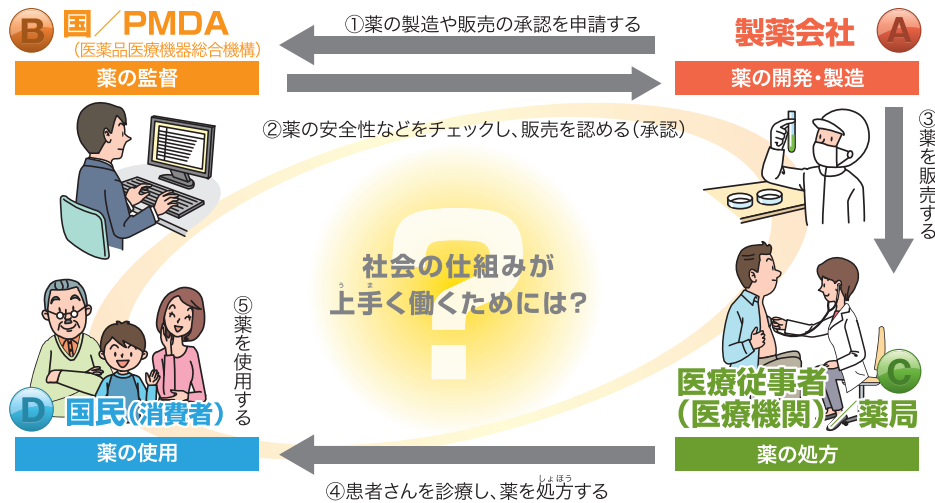 B 国／PMDA
（医薬品医療機器総合機構）
薬の監督
①薬の製造や販売の承認を申請する
製薬会社 A
薬の開発・製造
②薬の安全性などをチェックし、販売を認める（承認）
③薬を販売する
社会の仕組みが
上手く働くためには？
うま
⑤薬を使用する
D 国民（消費者）
薬の使用
医療従事者 C
（医療機関）／薬局
薬の処方
しょほう
④患者さんを診療し、薬を処方する
?